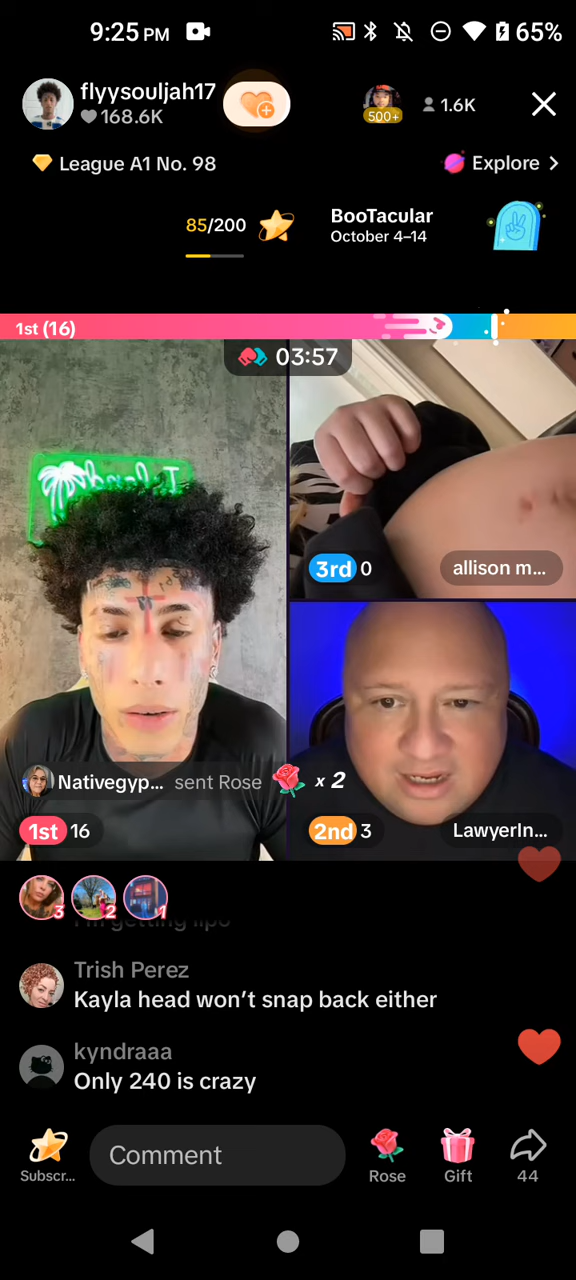 9:25 PM
65%
flyysouljah17
168.6K
500+
1.6K
League A1 No. 98
Explore >
85/200
BooTacular
October 4–14
1st (16)
03:57
3rd 0
allison m...
Nativegyp... sent Rose x 2
1st 16
2nd 3
LawyerIn...
3
2
1
I'm getting lipo
Trish Perez
Kayla head won't snap back either
kyndraaa
Only 240 is crazy
Subscr...
Comment
Rose
Gift
44